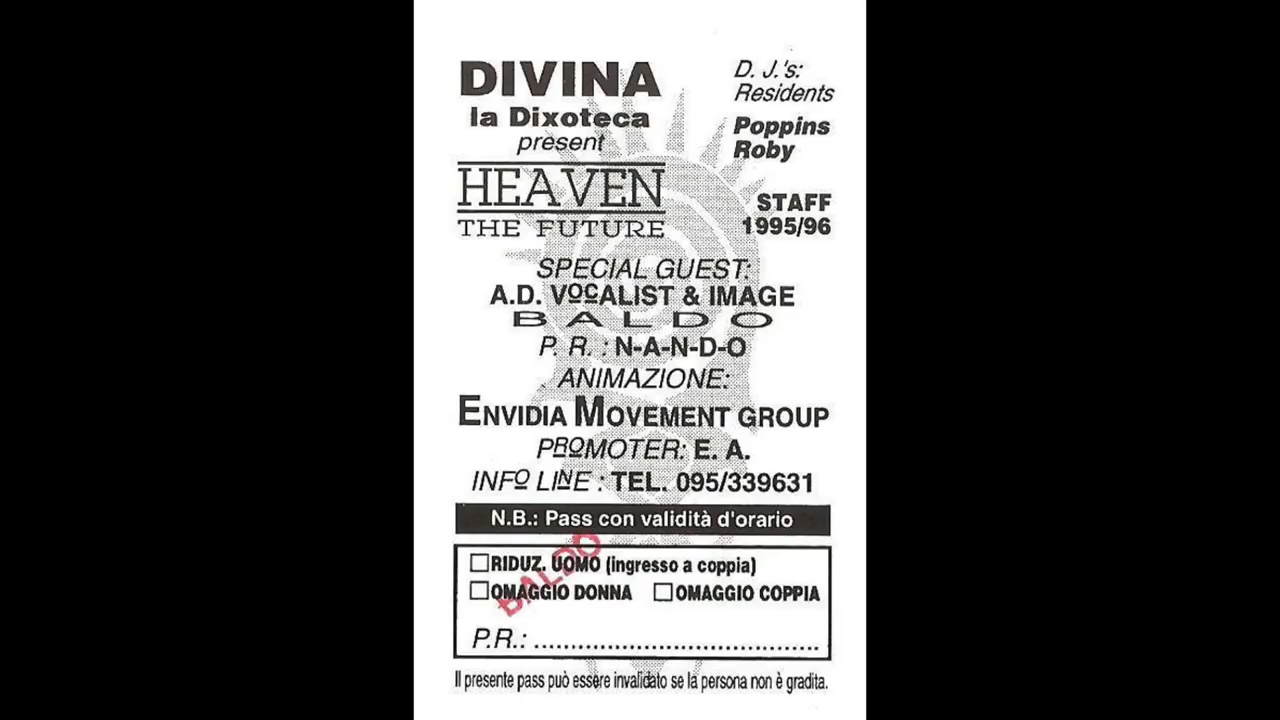 DIVINA
la Dixoteca
present
HEAVEN
THE FUTURE
D. J.'s:
Residents
Poppins
Roby
STAFF
1995/96
SPECIAL GUEST:
A.D. VOCALIST & IMAGE
BALDO
P. R. : N-A-N-D-O
ANIMAZIONE:
ENVIDIA MOVEMENT GROUP
PROMOTER: E. A.
INFO LINE : TEL. 095/339631
N.B.: Pass con validità d'orario
RIDUZ. UOMO (ingresso a coppia)
OMAGGIO DONNA OMAGGIO COPPIA
BALDO
P.R.: ..........................................
Il presente pass può essere invalidato se la persona non è gradita.